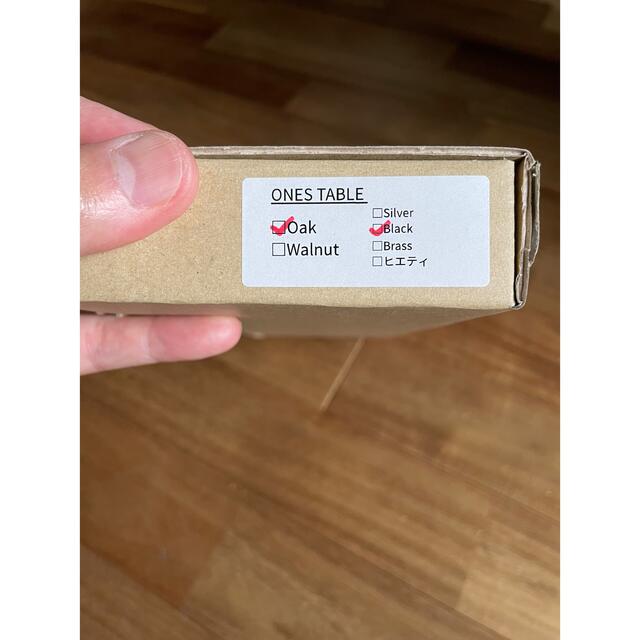 ONES TABLE
☑Oak
☐Walnut
☐Silver
☑Black
☐Brass
☐ヒエティ